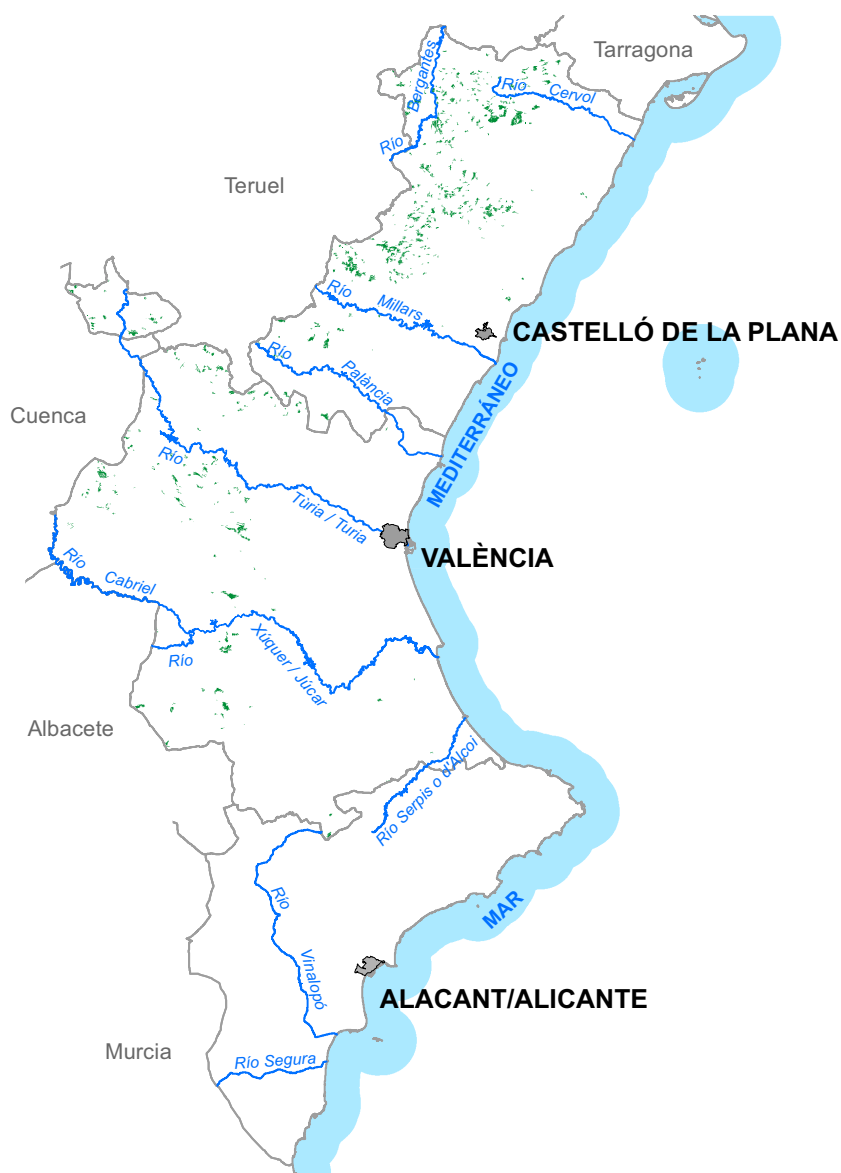 Tarragona
Río Bergantes
Río Cervol
Teruel
Río Millars
CASTELLÓ DE LA PLANA
Río Palància
Cuenca
MAR MEDITERRÁNEO
Río Túria / Turia
VALÈNCIA
Río Cabriel
Río Xúquer / Júcar
Albacete
Río Serpis o d'Alcoi
Río Vinalopó
ALACANT/ALICANTE
Murcia
Río Segura